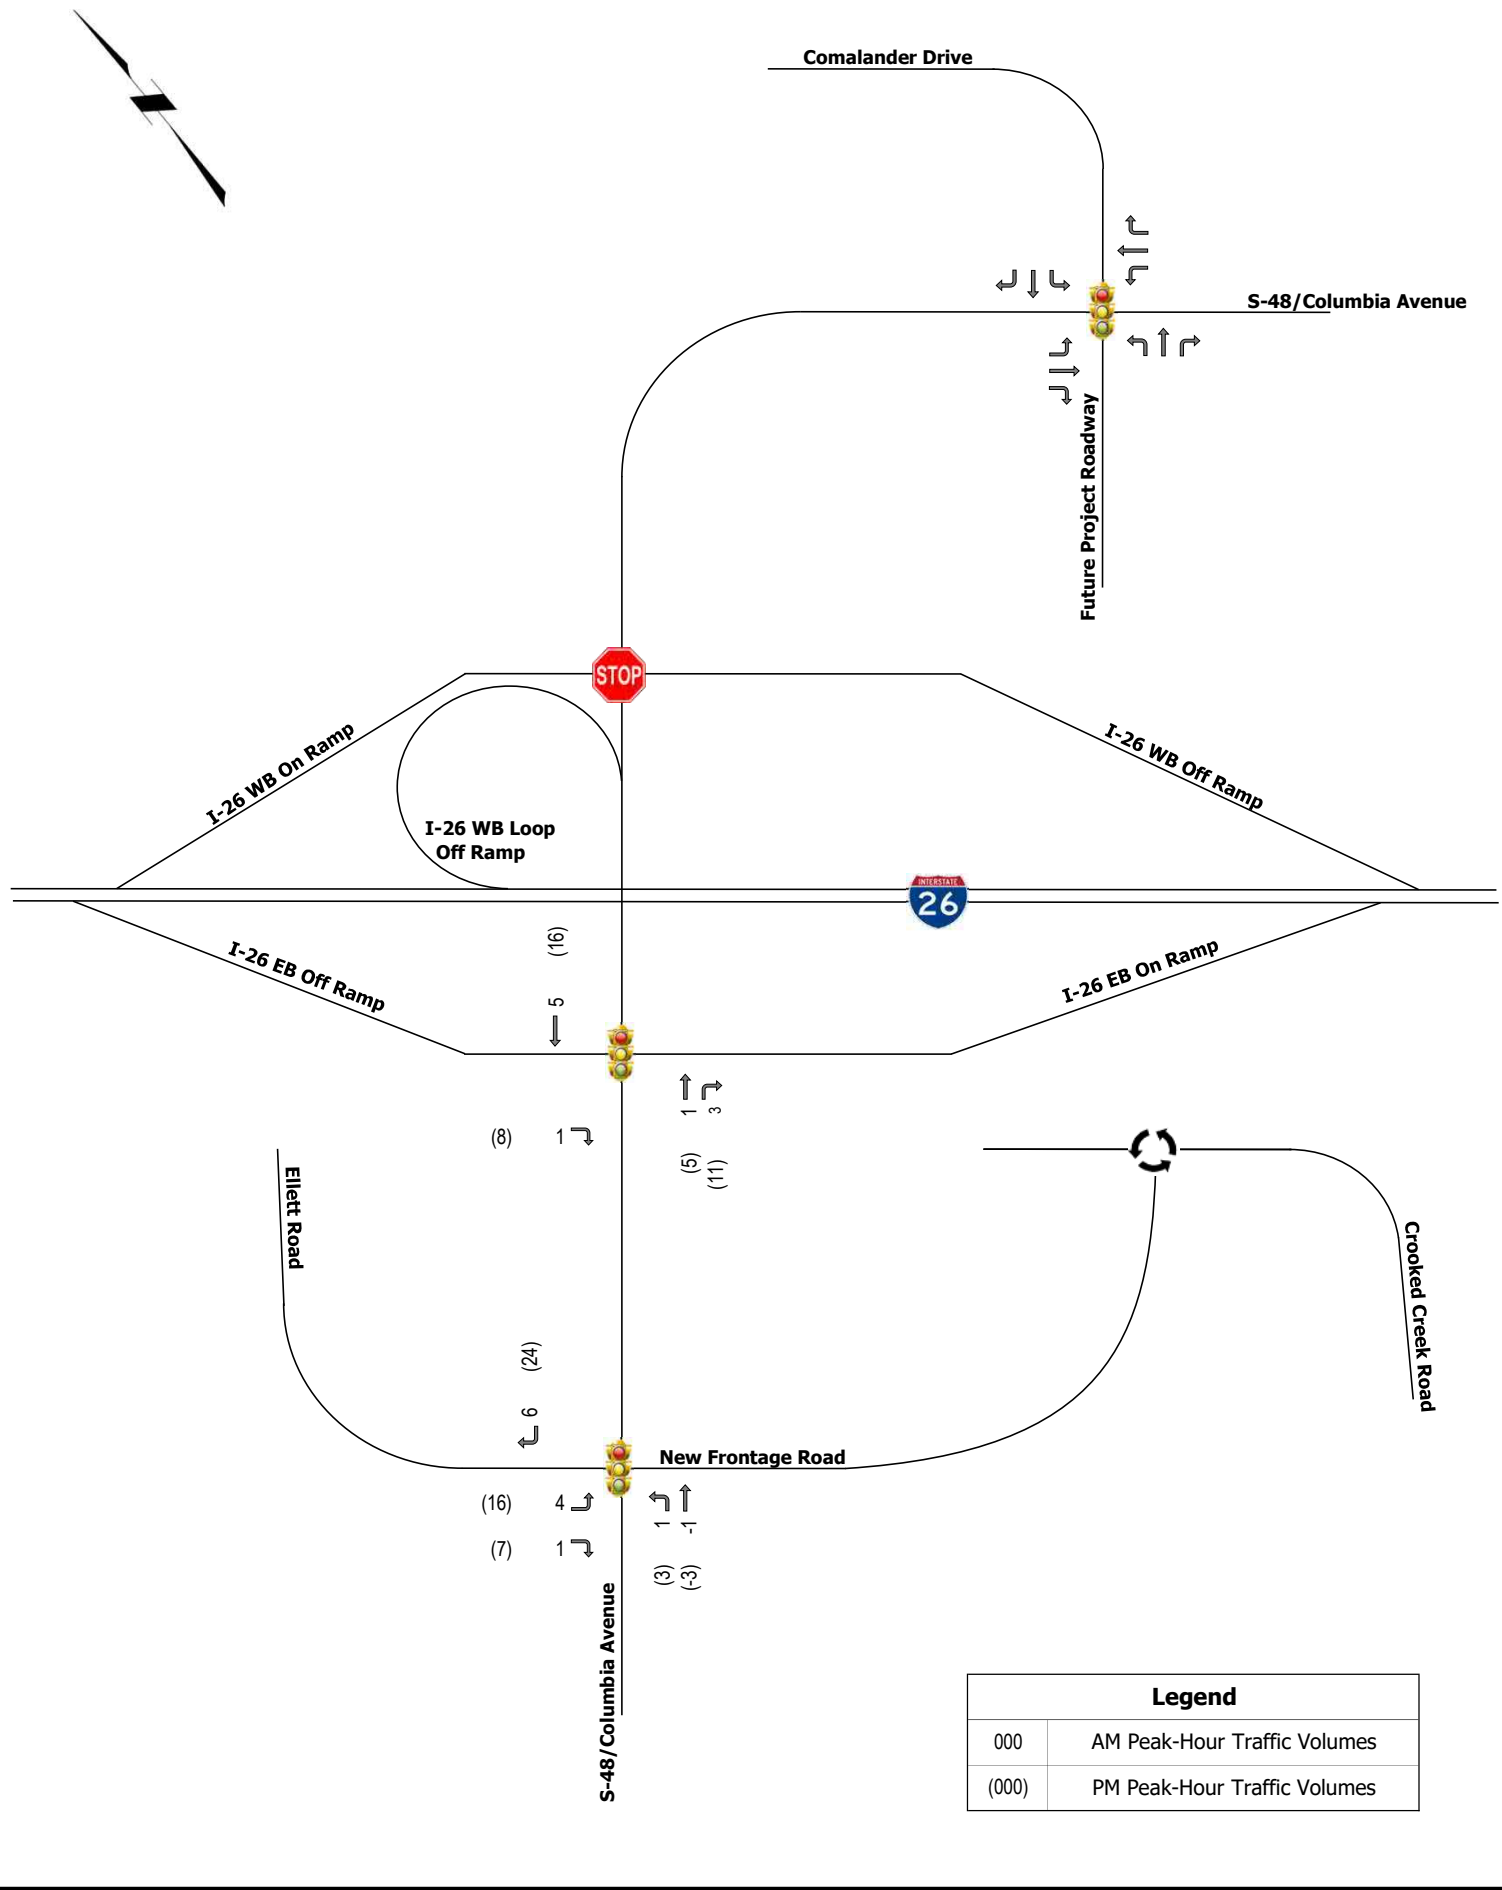 Comalander Drive
S-48/Columbia Avenue
Future Project Roadway
STOP
I-26 WB On Ramp
I-26 WB Off Ramp
I-26 WB Loop
Off Ramp
INTERSTATE
26
(16)
5
I-26 EB Off Ramp
I-26 EB On Ramp
1
3
(5)
(11)
(8)
1
Ellett Road
Crooked Creek Road
(24)
6
New Frontage Road
(16)
4
(7)
1
1
-1
(3)
(-3)
S-48/Columbia Avenue
Legend
000
AM Peak-Hour Traffic Volumes
(000)
PM Peak-Hour Traffic Volumes